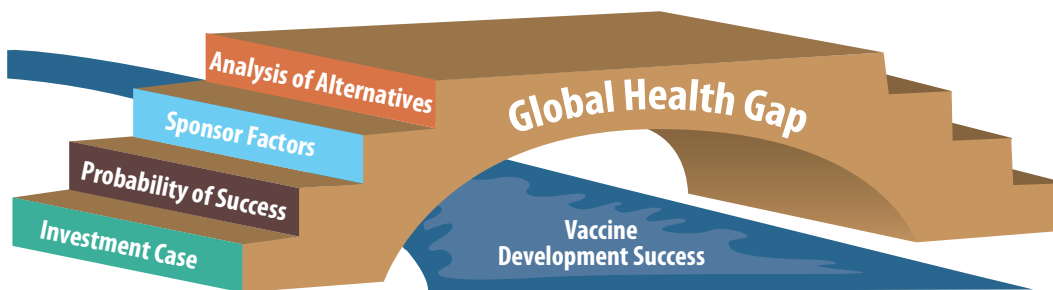 Analysis of Alternatives
Sponsor Factors
Probability of Success
Investment Case
Global Health Gap
Vaccine
Development Success